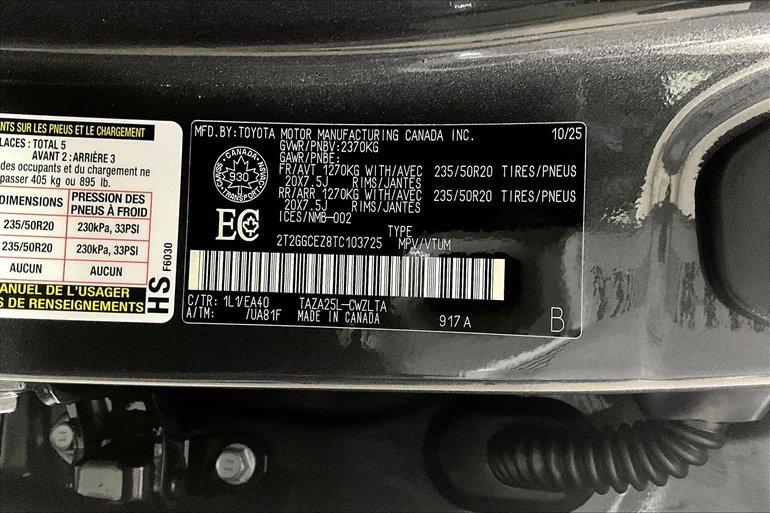 NTS SUR LES PNEUS ET LE CHARGEMENT
LACES : TOTAL 5
AVANT 2 : ARRIÈRE 3
des occupants et du chargement ne
passer 405 kg ou 895 lb.
DIMENSIONS PRESSION DES PNEUS À FROID
235/50R20 230kPa, 33PSI
235/50R20 230kPa, 33PSI
AUCUN AUCUN
MANUEL DE L'USAGER
NSEIGNEMENTS
HS F6030
MFD.BY:TOYOTA MOTOR MANUFACTURING CANADA INC. 10/25
GVWR/PNBV:2370KG
GAWR/PNBE:
FR/AVT 1270KG WITH/AVEC 235/50R20 TIRES/PNEUS
20X7.5J RIMS/JANTES
RR/ARR 1270KG WITH/AVEC 235/50R20 TIRES/PNEUS
20X7.5J RIMS/JANTES
ICES/NMB-002
CANADA
930
EC
TYPE
2T2GGCEZ8TC103725 MPV/VTUM
C/TR: 1L1/EA40 TAZA25L-CWZLTA
A/TM: /UA81F MADE IN CANADA 917A B